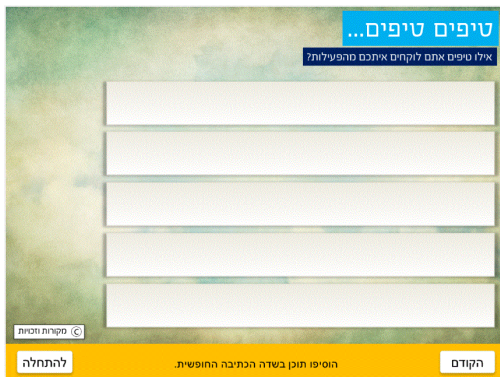 טיפים טיפים...
אילו טיפים אתם לוקחים איתכם מהפעילות?
© מקורות וזכויות
הקודם
הוסיפו תוכן בשדה הכתיבה החופשית.
להתחלה